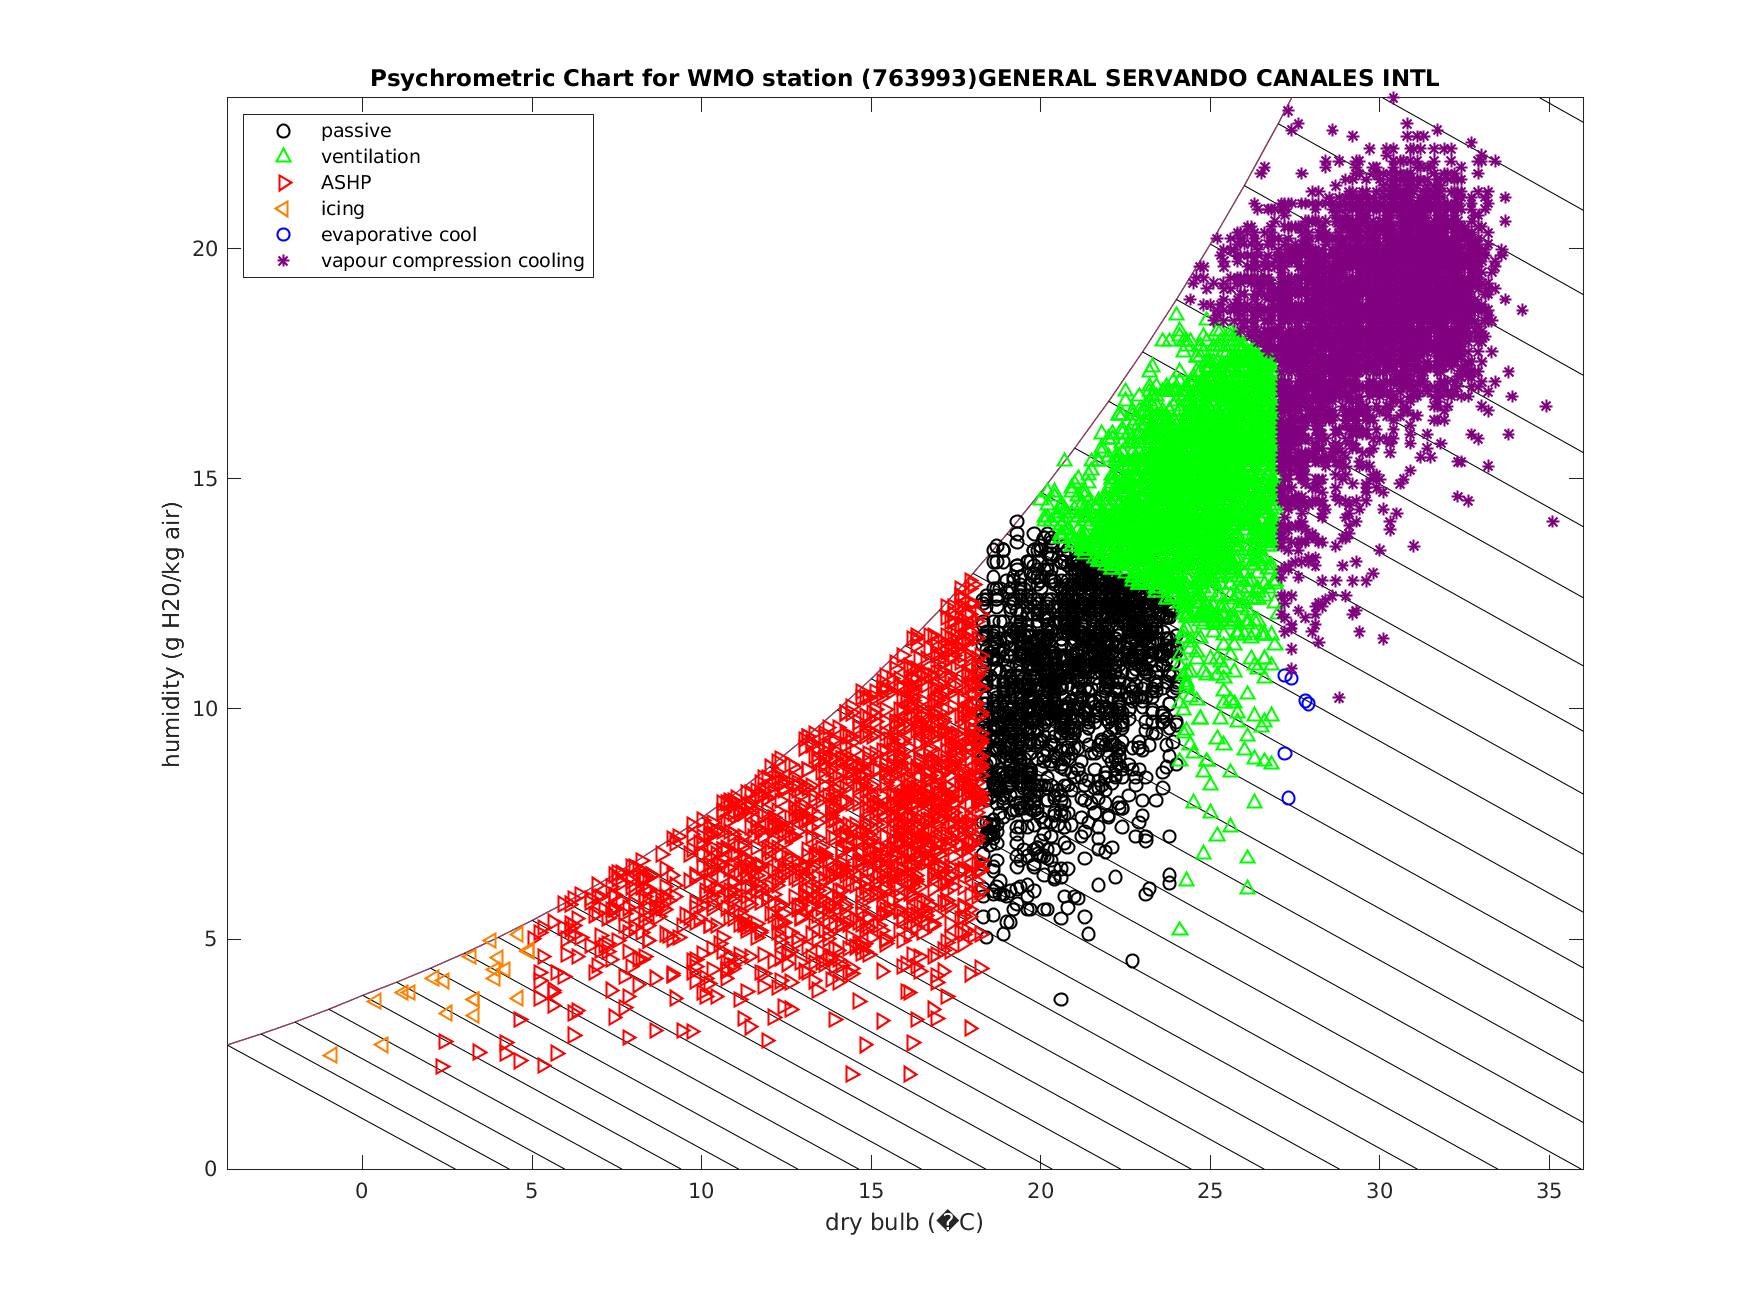 Psychrometric Chart for WMO station (763993)GENERAL SERVANDO CANALES INTL
passive
ventilation
ASHP
icing
evaporative cool
vapour compression cooling
humidity (g H20/kg air)
20
15
10
5
0
0 5 10 15 20 25 30 35
dry bulb (�C)